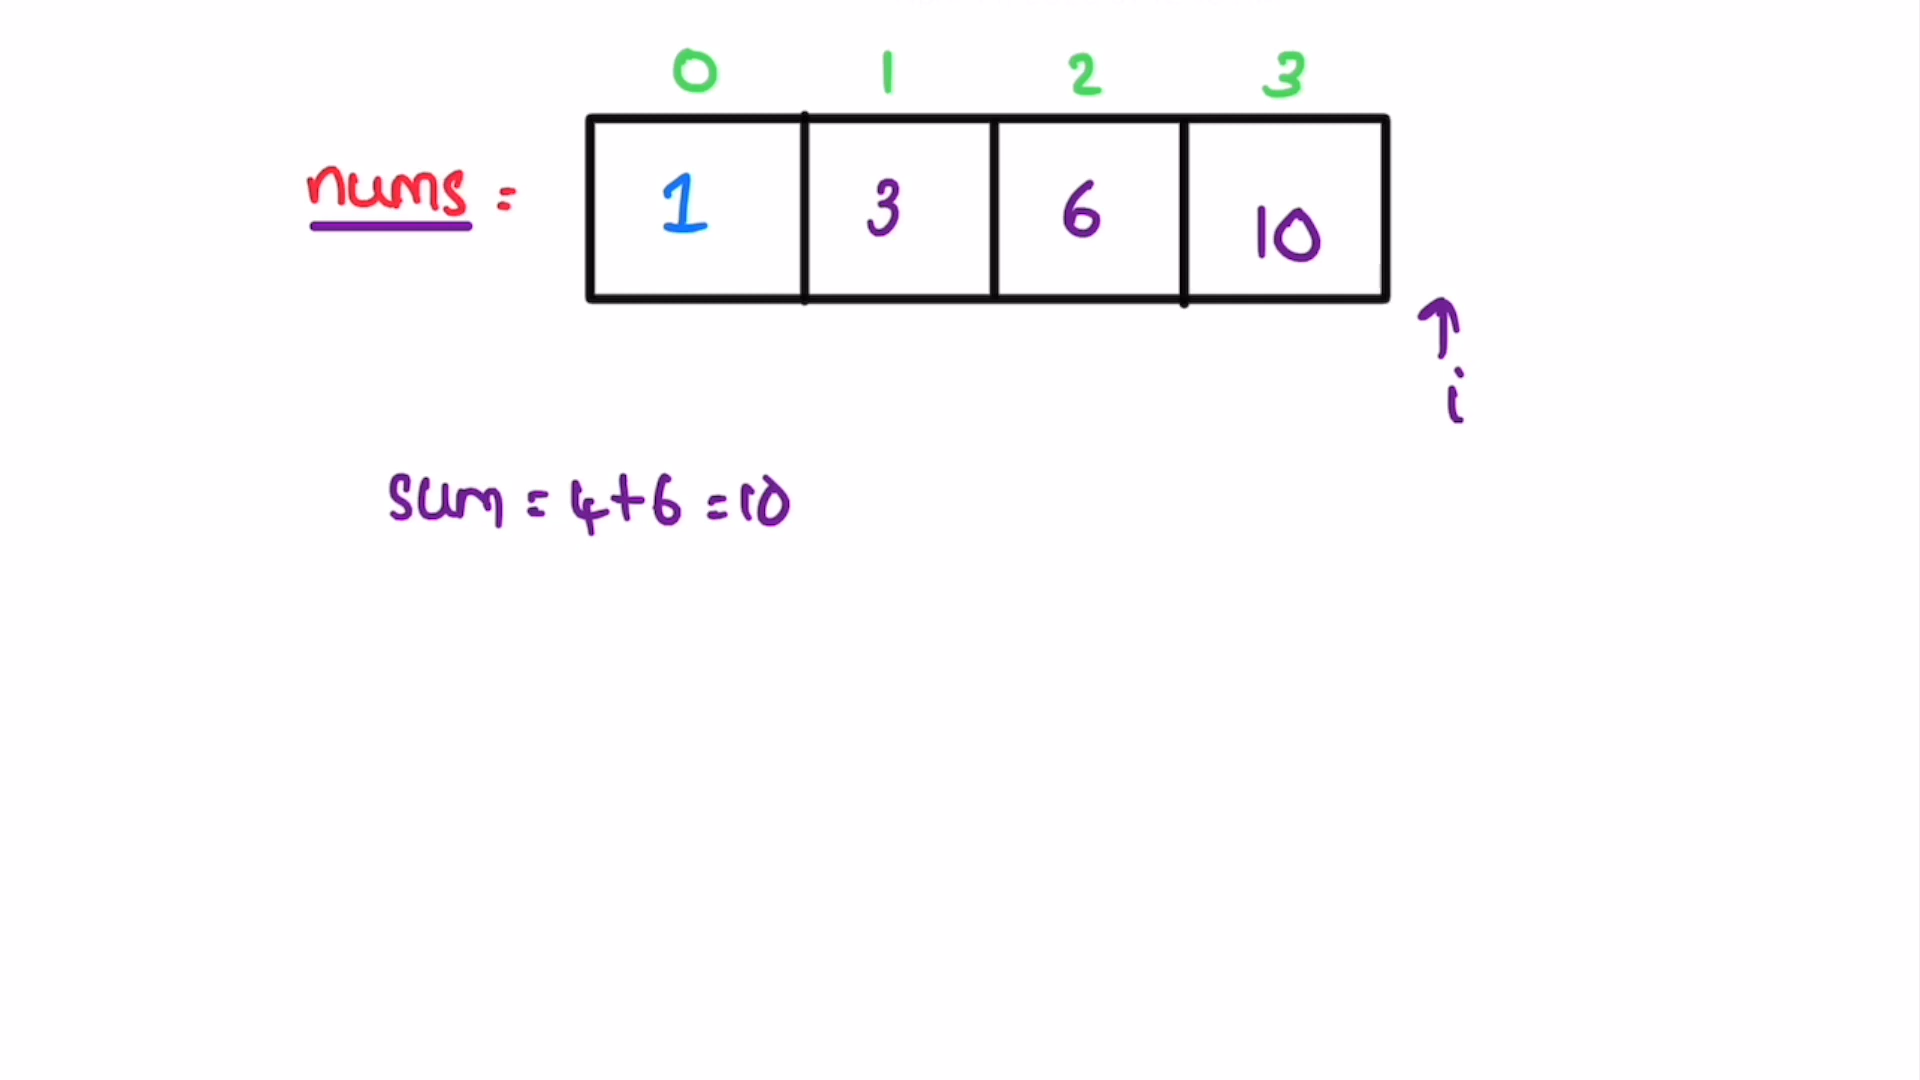 0 1 2 3
nums = 1 3 6 10
i
sum = 4+6 = 10